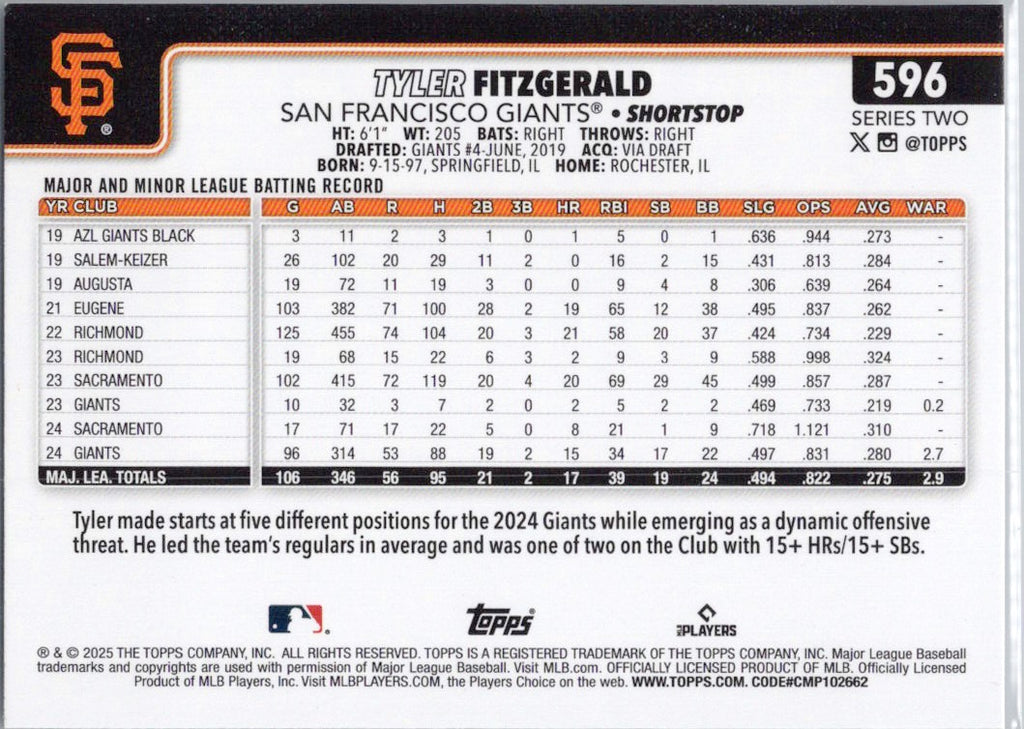 SF®
TYLER FITZGERALD
596
SAN FRANCISCO GIANTS® • SHORTSTOP
SERIES TWO
HT: 6'1" WT: 205 BATS: RIGHT THROWS: RIGHT
@TOPPS
DRAFTED: GIANTS #4-JUNE, 2019 ACQ: VIA DRAFT
BORN: 9-15-97, SPRINGFIELD, IL HOME: ROCHESTER, IL
MAJOR AND MINOR LEAGUE BATTING RECORD
YR CLUB G AB R H 2B 3B HR RBI SB BB SLG OPS AVG WAR
19 AZL GIANTS BLACK 3 11 2 3 1 0 1 5 0 1 .636 .944 .273 -
19 SALEM-KEIZER 26 102 20 29 11 2 0 16 2 15 .431 .813 .284 -
19 AUGUSTA 19 72 11 19 3 0 0 9 4 8 .306 .639 .264 -
21 EUGENE 103 382 71 100 28 2 19 65 12 38 .495 .837 .262 -
22 RICHMOND 125 455 74 104 20 3 21 58 20 37 .424 .734 .229 -
23 RICHMOND 19 68 15 22 6 3 2 9 3 9 .588 .998 .324 -
23 SACRAMENTO 102 415 72 119 20 4 20 69 29 45 .499 .857 .287 -
23 GIANTS 10 32 3 7 2 0 2 5 2 2 .469 .733 .219 0.2
24 SACRAMENTO 17 71 17 22 5 0 8 21 1 9 .718 1.121 .310 -
24 GIANTS 96 314 53 88 19 2 15 34 17 22 .497 .831 .280 2.7
MAJ. LEA. TOTALS 106 346 56 95 21 2 17 39 19 24 .494 .822 .275 2.9
Tyler made starts at five different positions for the 2024 Giants while emerging as a dynamic offensive
threat. He led the team's regulars in average and was one of two on the Club with 15+ HRs/15+ SBs.
Topps® MLB PLAYERS
® & © 2025 THE TOPPS COMPANY, INC. ALL RIGHTS RESERVED. TOPPS IS A REGISTERED TRADEMARK OF THE TOPPS COMPANY, INC. Major League Baseball
trademarks and copyrights are used with permission of Major League Baseball. Visit MLB.com. OFFICIALLY LICENSED PRODUCT OF MLB. Officially Licensed
Product of MLB Players, Inc. Visit MLBPLAYERS.COM, the Players Choice on the web. WWW.TOPPS.COM. CODE#CMP102662